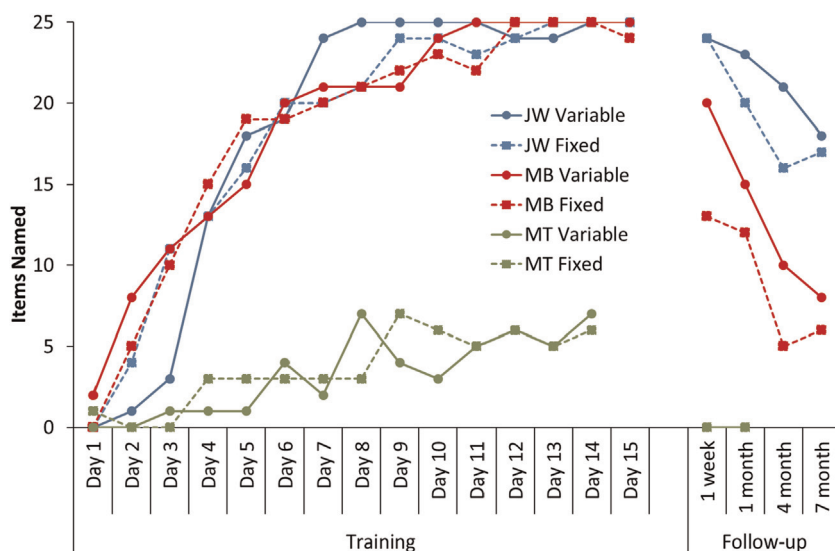 Items Named
25
20
15
10
5
0
JW Variable
JW Fixed
MB Variable
MB Fixed
MT Variable
MT Fixed
Day 1
Day 2
Day 3
Day 4
Day 5
Day 6
Day 7
Day 8
Day 9
Day 10
Day 11
Day 12
Day 13
Day 14
Day 15
1 week
1 month
4 month
7 month
Training
Follow-up